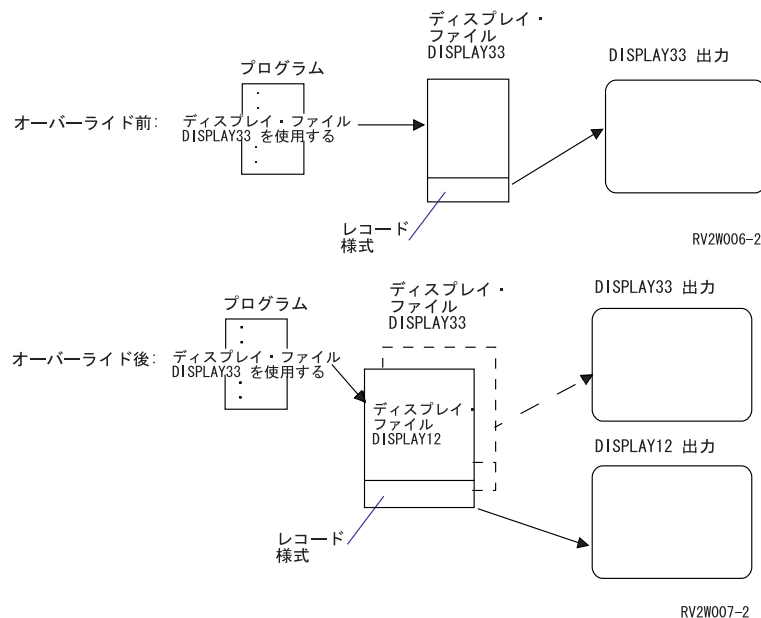 ディスプレイ・
ファイル
DISPLAY33
DISPLAY33 出力
プログラム
オーバーライド前:
ディスプレイ・ファイル
DISPLAY33 を使用する
レコード
様式
RV2W006-2
ディスプレイ・
ファイル
DISPLAY33
DISPLAY33 出力
プログラム
オーバーライド後:
ディスプレイ・ファイル
DISPLAY33 を使用する
ディスプレイ・
ファイル
DISPLAY12
DISPLAY12 出力
レコード
様式
RV2W007-2